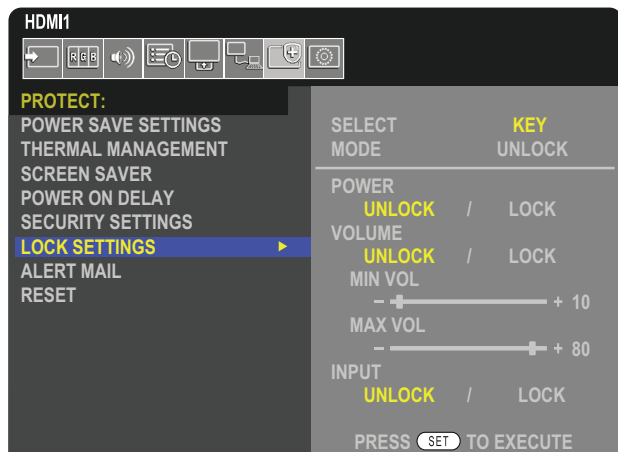 HDMI1
RGB
PROTECT:
POWER SAVE SETTINGS
THERMAL MANAGEMENT
SCREEN SAVER
POWER ON DELAY
SECURITY SETTINGS
LOCK SETTINGS
ALERT MAIL
RESET
SELECT KEY
MODE UNLOCK
POWER
UNLOCK / LOCK
VOLUME
UNLOCK / LOCK
MIN VOL
- + 10
MAX VOL
- + 80
INPUT
UNLOCK / LOCK
PRESS SET TO EXECUTE